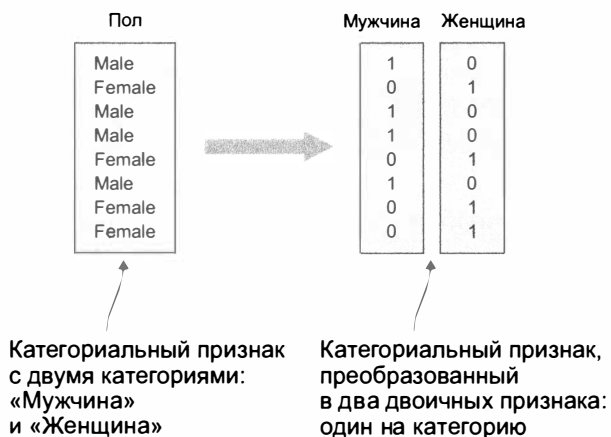 Пол
Male
Female
Male
Male
Female
Male
Female
Female
Мужчина Женщина
1 0
0 1
1 0
1 0
0 1
1 0
0 1
0 1
Категориальный признак
с двумя категориями:
«Мужчина»
и «Женщина»
Категориальный признак,
преобразованный
в два двоичных признака:
один на категорию